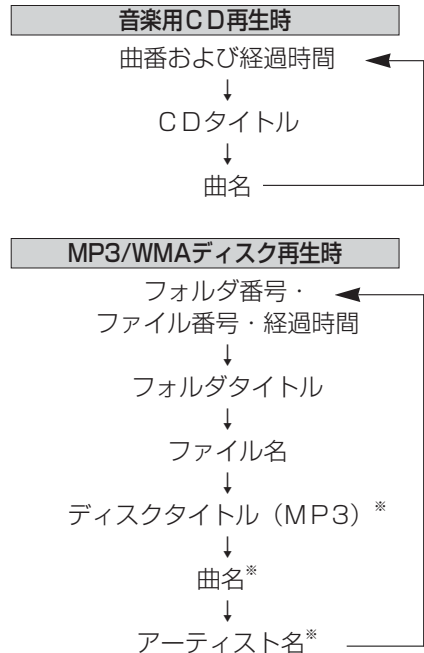 音楽用CD再生時
曲番および経過時間
↓
CDタイトル
↓
曲名
MP3/WMAディスク再生時
フォルダ番号・
ファイル番号・経過時間
↓
フォルダタイトル
↓
ファイル名
↓
ディスクタイトル（MP3）※
↓
曲名※
↓
アーティスト名※